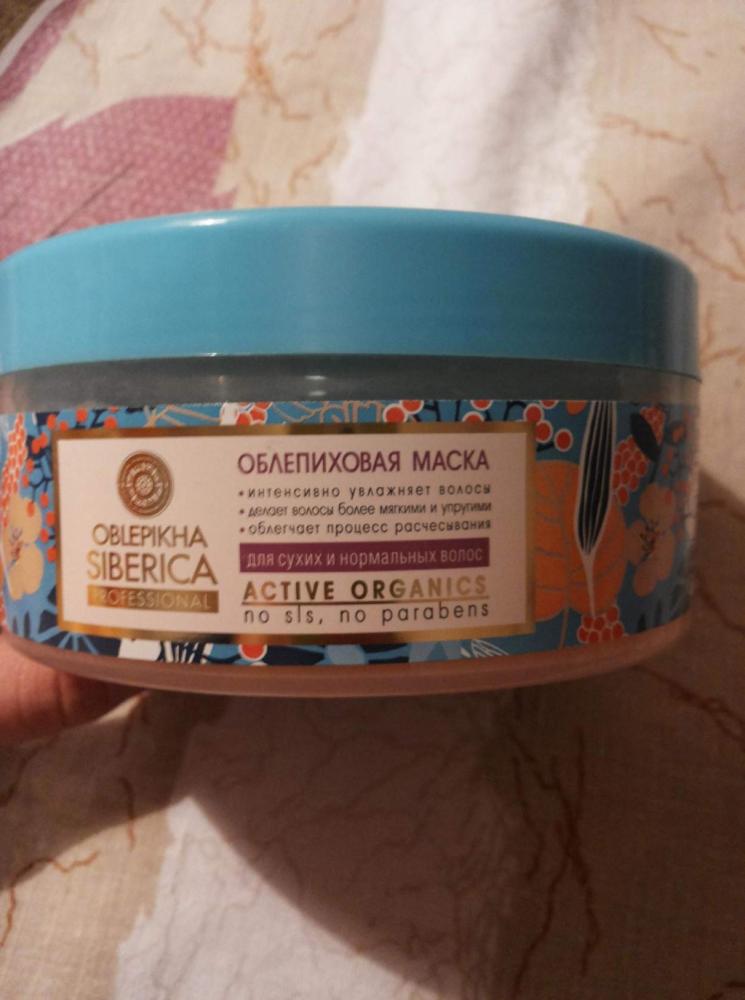 OBLEPIKHA
SIBERICA
PROFESSIONAL
ОБЛЕПИХОВАЯ МАСКА
• интенсивно увлажняет волосы
• делает волосы более мягкими и упругими
• облегчает процесс расчесывания
для сухих и нормальных волос
ACTIVE ORGANICS
no sls, no parabens